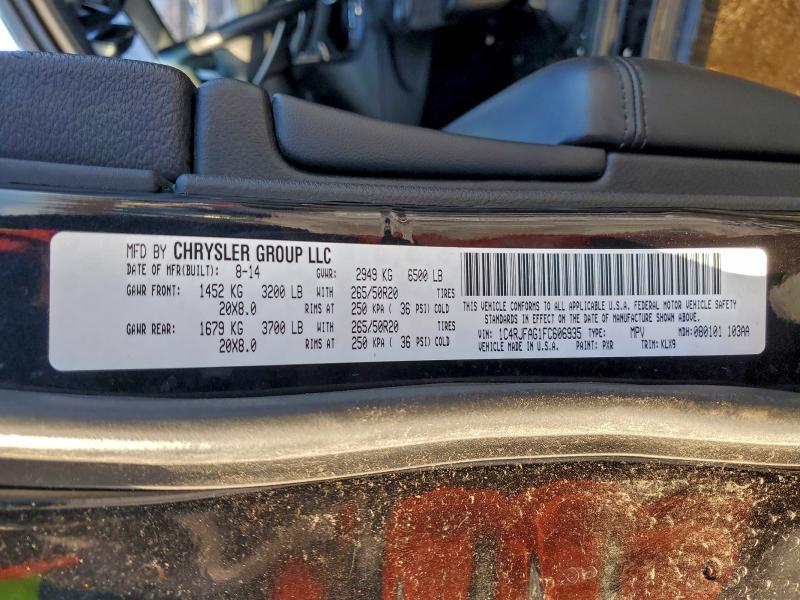 MFD BY CHRYSLER GROUP LLC
DATE OF MFR(BUILT): 8-14 GVWR: 2949 KG 6500 LB
GAWR FRONT: 1452 KG 3200 LB WITH 265/50R20 TIRES
20X8.0 RIMS AT 250 KPA ( 36 PSI) COLD
GAWR REAR: 1679 KG 3700 LB WITH 265/50R20 TIRES
20X8.0 RIMS AT 250 KPA ( 36 PSI) COLD
THIS VEHICLE CONFORMS TO ALL APPLICABLE U.S.A. FEDERAL MOTOR VEHICLE SAFETY
STANDARDS IN EFFECT ON THE DATE OF MANUFACTURE SHOWN ABOVE.
VIN: 1C4RJFAG1FC606935 TYPE: MPV MDH: 080101 103AA
VEHICLE MADE IN U.S.A. PAINT: PXR TRIM: KLX9